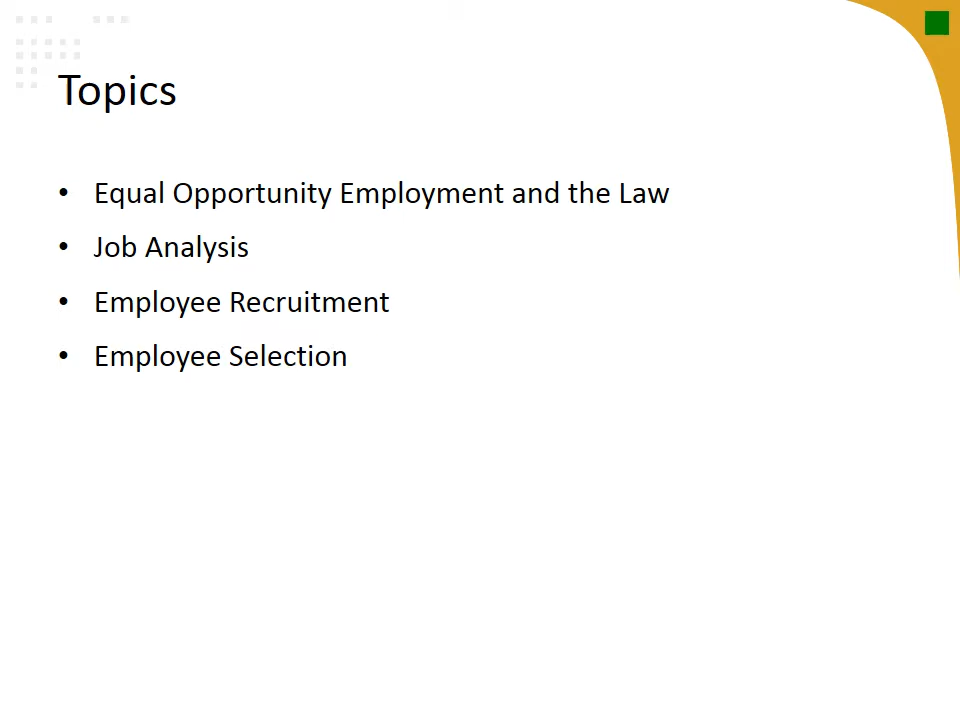 Topics
• Equal Opportunity Employment and the Law
• Job Analysis
• Employee Recruitment
• Employee Selection